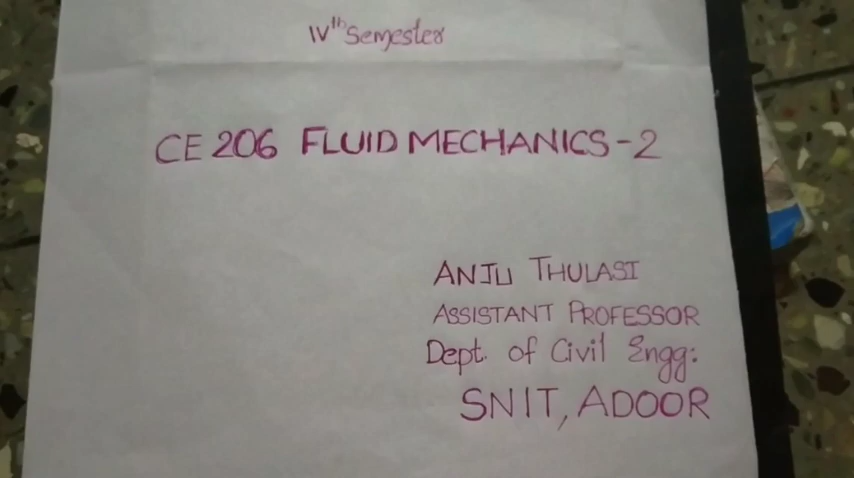 IVth Semester
CE 206 FLUID MECHANICS-2
ANJU THULASI
ASSISTANT PROFESSOR
Dept. of Civil Engg:
SNIT, ADOOR